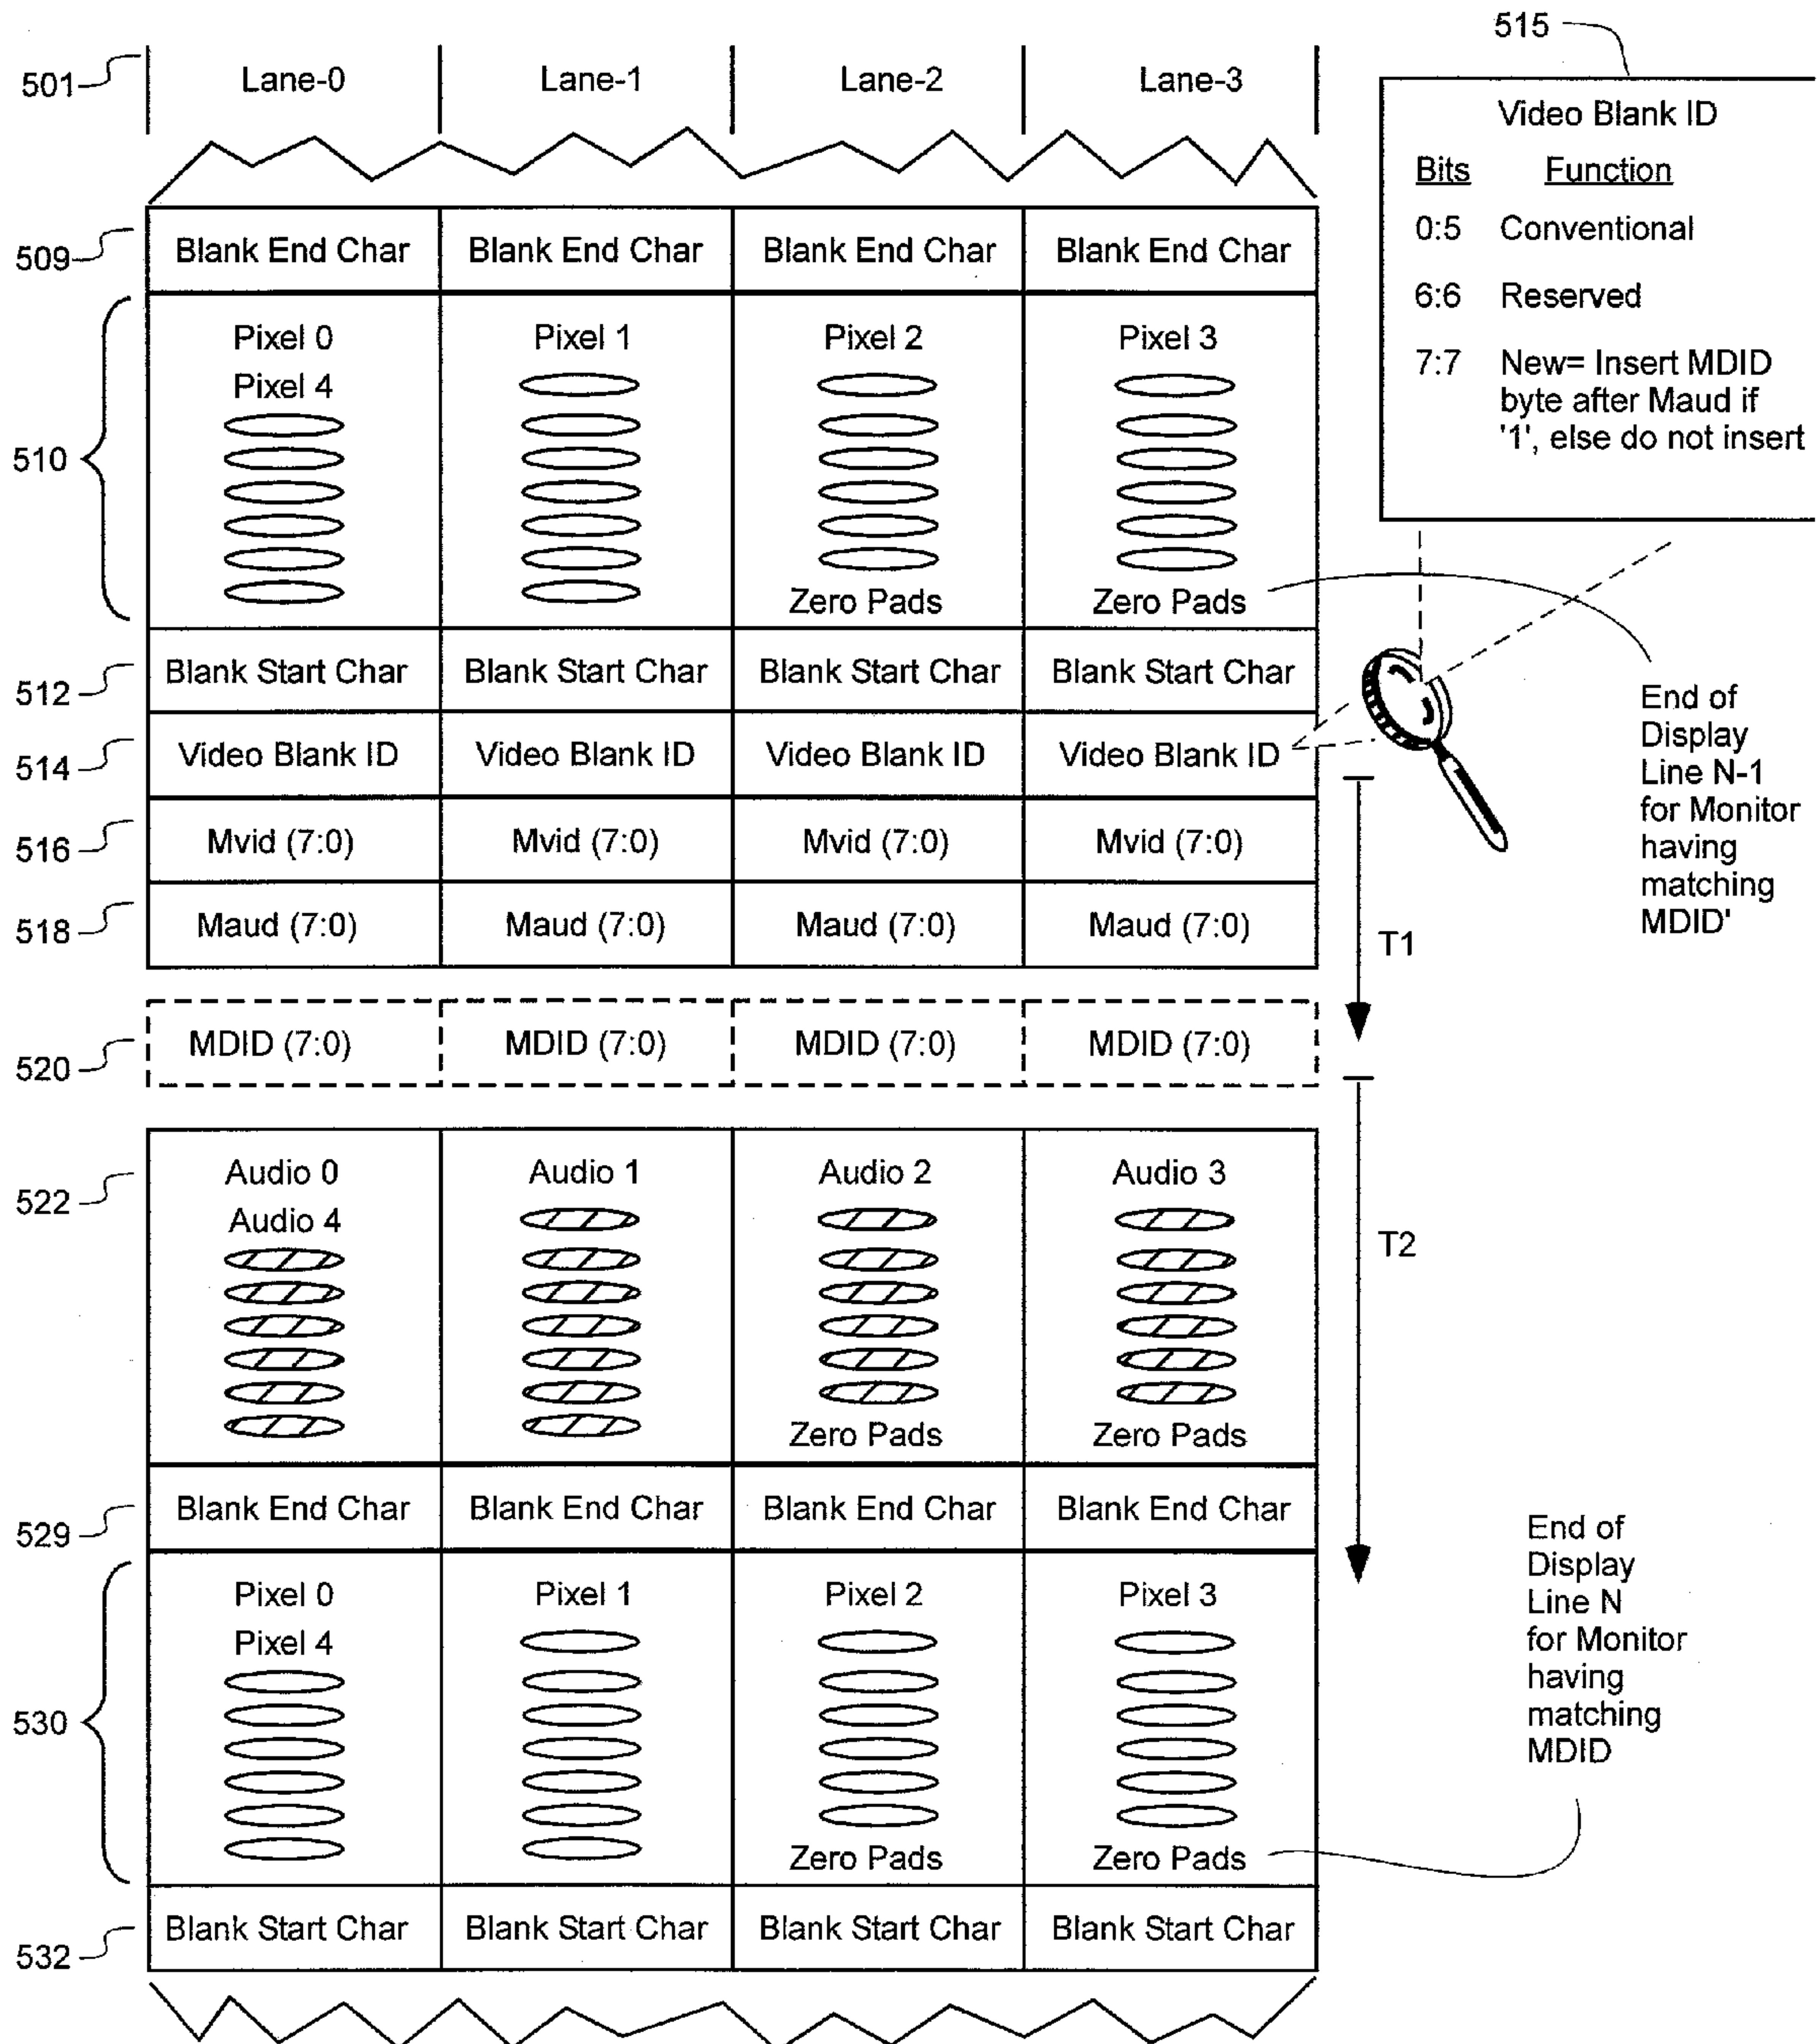 515
501 Lane-0 Lane-1 Lane-2 Lane-3
Video Blank ID
Bits Function
0:5 Conventional
6:6 Reserved
7:7 New= Insert MDID
byte after Maud if
'1', else do not insert
509 Blank End Char Blank End Char Blank End Char Blank End Char
510
Pixel 0 Pixel 1 Pixel 2 Pixel 3
Pixel 4
Zero Pads Zero Pads
512 Blank Start Char Blank Start Char Blank Start Char Blank Start Char
514 Video Blank ID Video Blank ID Video Blank ID Video Blank ID
516 Mvid (7:0) Mvid (7:0) Mvid (7:0) Mvid (7:0)
518 Maud (7:0) Maud (7:0) Maud (7:0) Maud (7:0)
End of
Display
Line N-1
for Monitor
having
matching
MDID'
T1
520 MDID (7:0) MDID (7:0) MDID (7:0) MDID (7:0)
522
Audio 0 Audio 1 Audio 2 Audio 3
Audio 4
T2
Zero Pads Zero Pads
529 Blank End Char Blank End Char Blank End Char Blank End Char
530
Pixel 0 Pixel 1 Pixel 2 Pixel 3
Pixel 4
Zero Pads Zero Pads
End of
Display
Line N
for Monitor
having
matching
MDID
532 Blank Start Char Blank Start Char Blank Start Char Blank Start Char